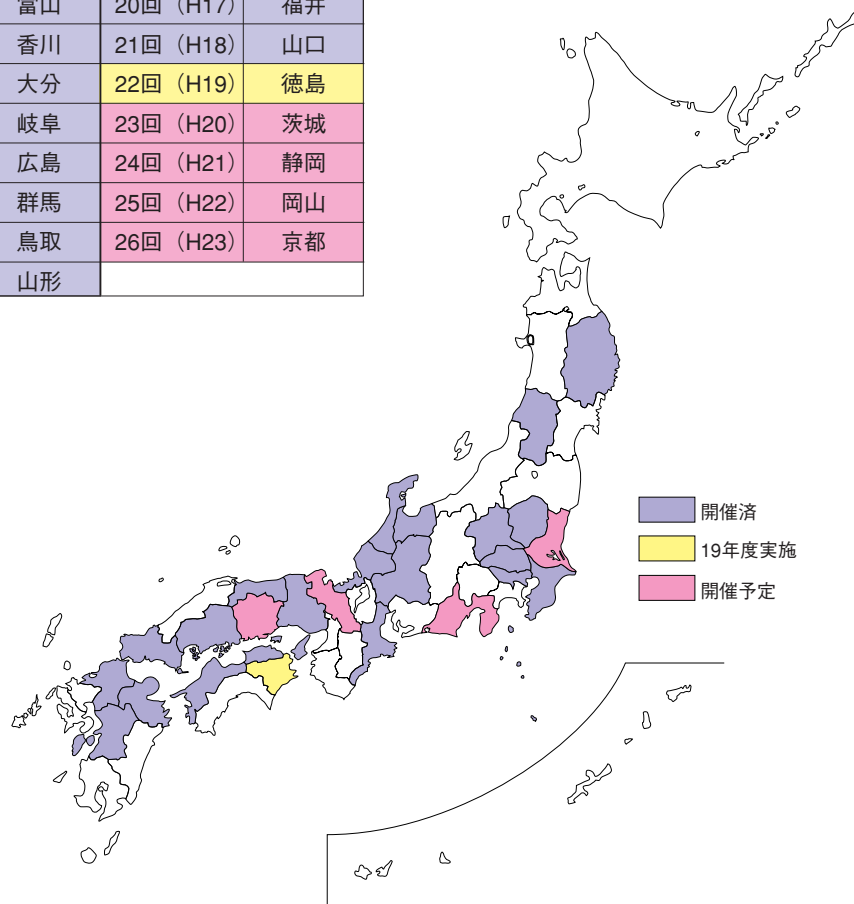 富山 20回（H17） 福井
香川 21回（H18） 山口
大分 22回（H19） 徳島
岐阜 23回（H20） 茨城
広島 24回（H21） 静岡
群馬 25回（H22） 岡山
鳥取 26回（H23） 京都
山形
開催済
19年度実施
開催予定